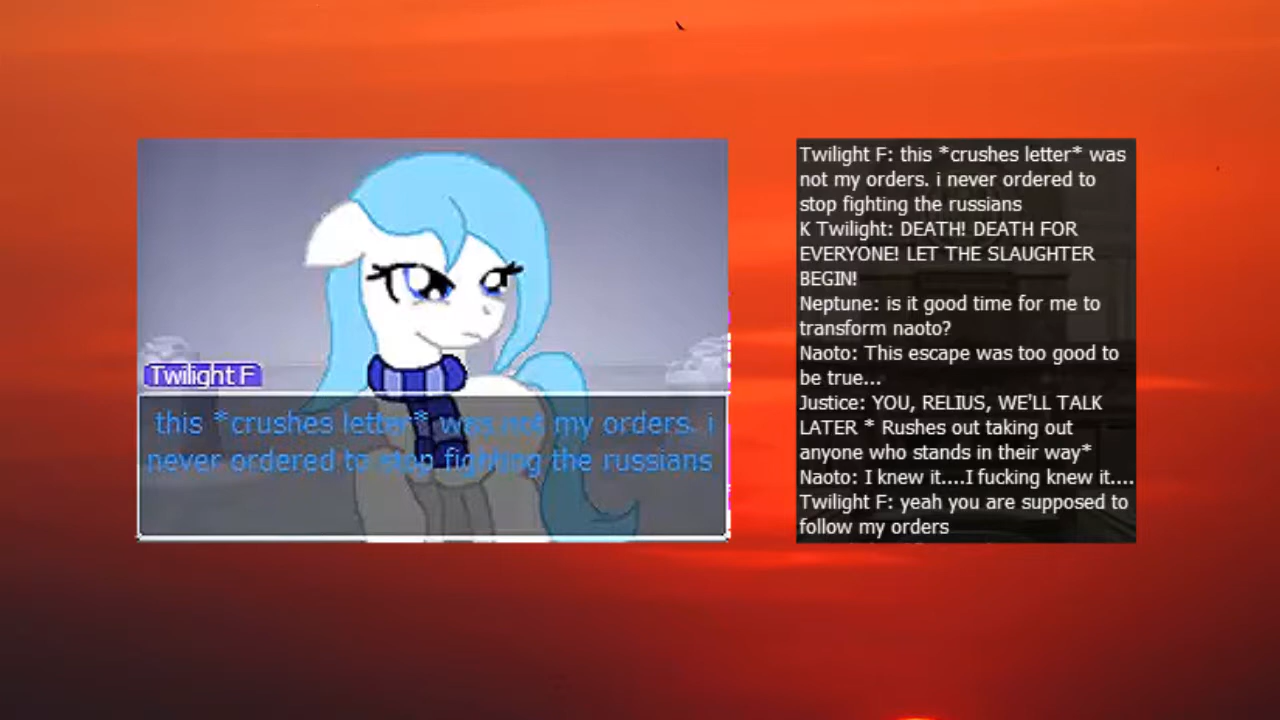 Twilight F
this *crushes letter* was not my orders. i
never ordered to stop fighting the russians
Twilight F: this *crushes letter* was
not my orders. i never ordered to
stop fighting the russians
K Twilight: DEATH! DEATH FOR
EVERYONE! LET THE SLAUGHTER
BEGIN!
Neptune: is it good time for me to
transform naoto?
Naoto: This escape was too good to
be true...
Justice: YOU, RELIUS, WE'LL TALK
LATER * Rushes out taking out
anyone who stands in their way*
Naoto: I knew it....I fucking knew it....
Twilight F: yeah you are supposed to
follow my orders